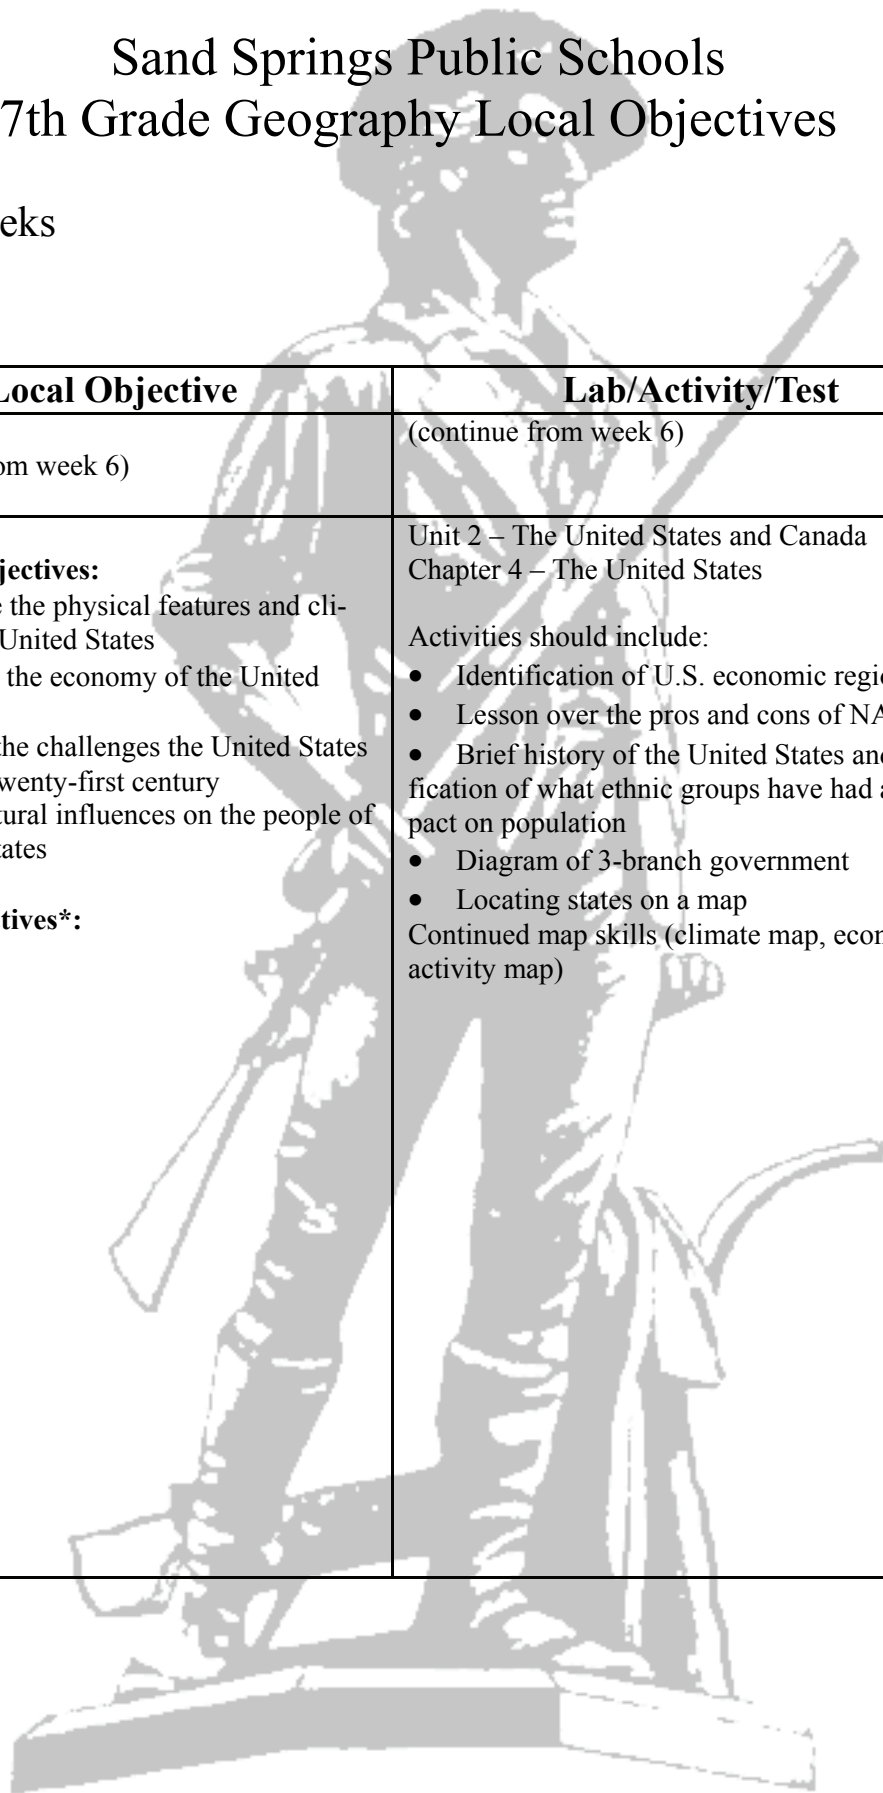 Sand Springs Public Schools
7th Grade Geography Local Objectives
eks
Local Objective
om week 6)
jectives:
e the physical features and cli-
United States
the economy of the United
the challenges the United States
wenty-first century
tural influences on the people of
tates
tives*:
Lab/Activity/Test
(continue from week 6)
Unit 2 – The United States and Canada
Chapter 4 – The United States
Activities should include:
• Identification of U.S. economic regi
• Lesson over the pros and cons of NA
• Brief history of the United States an
fication of what ethnic groups have had a
pact on population
• Diagram of 3-branch government
• Locating states on a map
Continued map skills (climate map, econ
activity map)